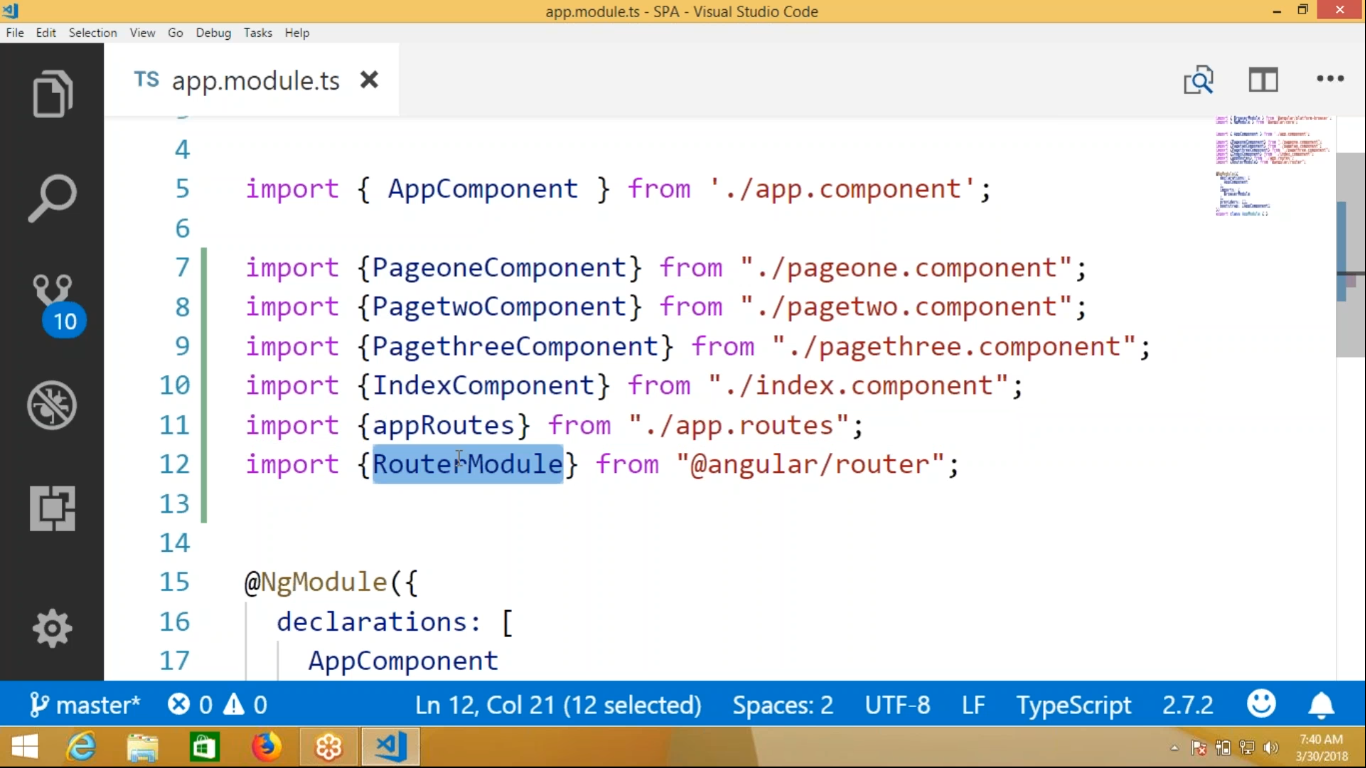 app.module.ts - SPA - Visual Studio Code
File Edit Selection View Go Debug Tasks Help
TS app.module.ts
4
5 import { AppComponent } from './app.component';
6
7 import {PageoneComponent} from "./pageone.component";
8 import {PagetwoComponent} from "./pagetwo.component";
9 import {PagethreeComponent} from "./pagethree.component";
10 import {IndexComponent} from "./index.component";
11 import {appRoutes} from "./app.routes";
12 import {RouterModule} from "@angular/router";
13
14
15 @NgModule({
16 declarations: [
17 AppComponent
10
master* 0 0 Ln 12, Col 21 (12 selected) Spaces: 2 UTF-8 LF TypeScript 2.7.2
7:40 AM
3/30/2018